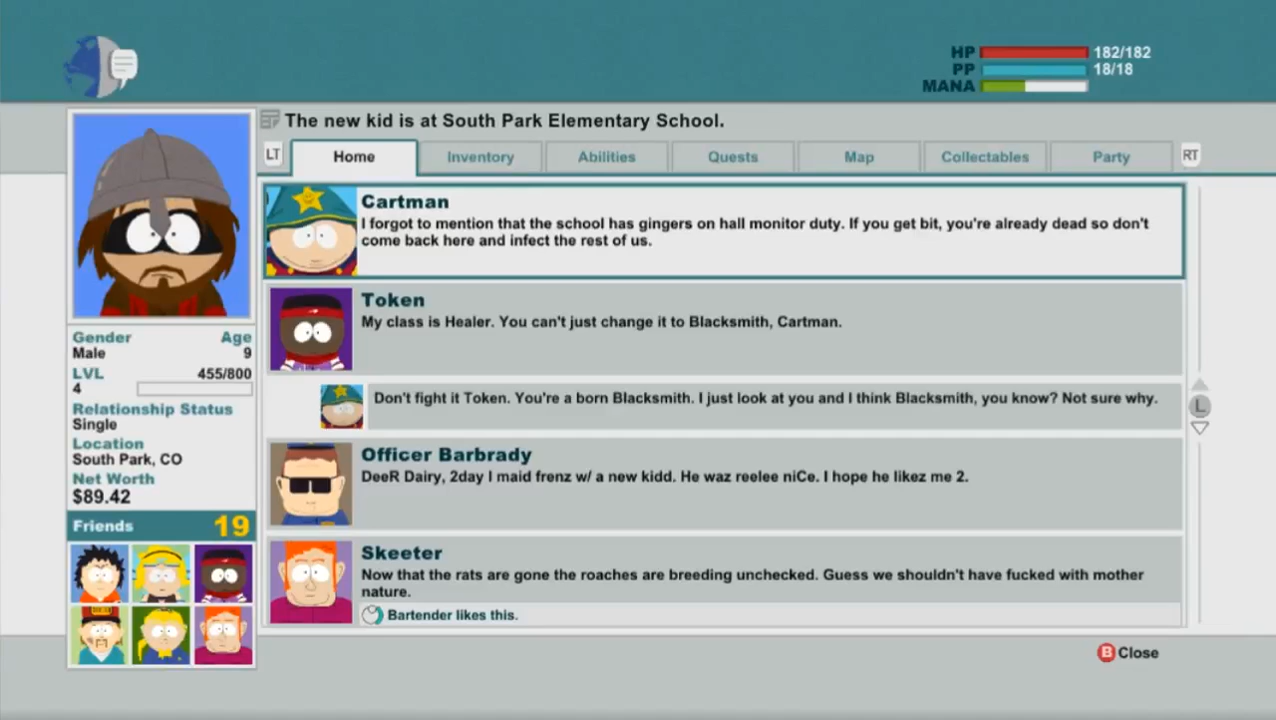 HP 182/182
PP 18/18
MANA
The new kid is at South Park Elementary School.
LT Home Inventory Abilities Quests Map Collectables Party RT
Cartman
I forgot to mention that the school has gingers on hall monitor duty. If you get bit, you're already dead so don't
come back here and infect the rest of us.
Token
My class is Healer. You can't just change it to Blacksmith, Cartman.
Don't fight it Token. You're a born Blacksmith. I just look at you and I think Blacksmith, you know? Not sure why.
Officer Barbrady
DeeR Dairy, 2day I maid frenz w/ a new kidd. He waz reelee niCe. I hope he likez me 2.
Skeeter
Now that the rats are gone the roaches are breeding unchecked. Guess we shouldn't have fucked with mother
nature.
Bartender likes this.
Gender Age
Male 9
LVL 455/800
4
Relationship Status
Single
Location
South Park, CO
Net Worth
$89.42
Friends 19
L
B Close